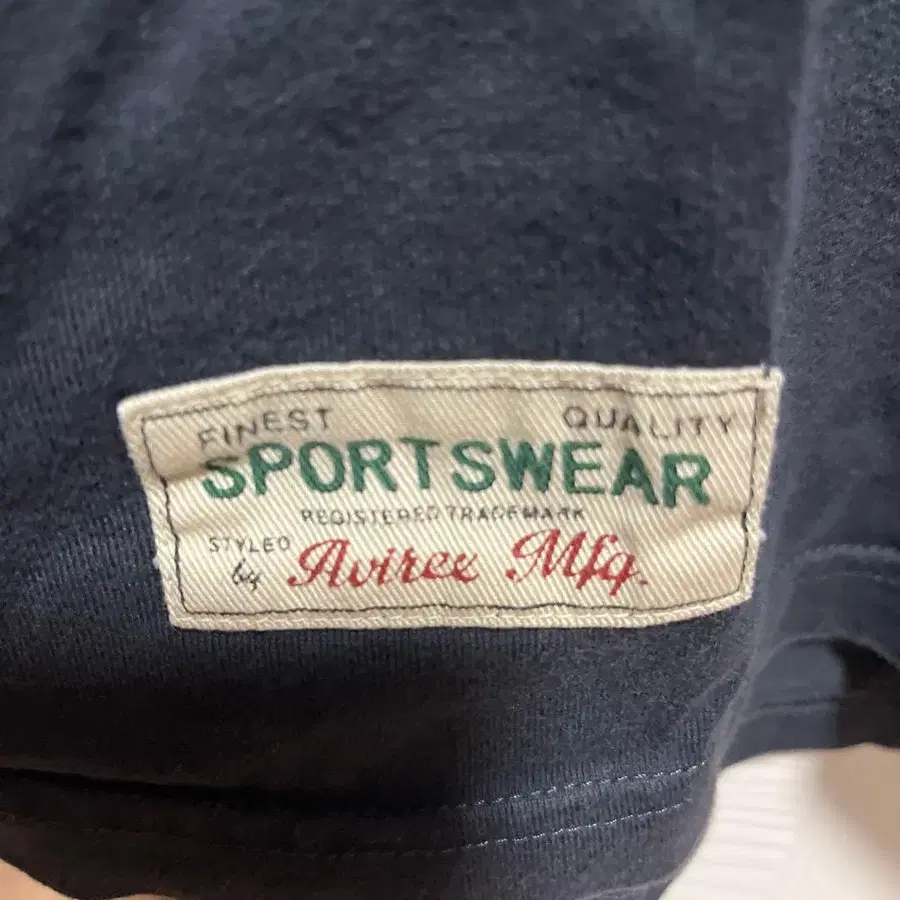 FINEST QUALITY
SPORTSWEAR
REGISTERED TRADEMARK
STYLED by Avirex Mfg.